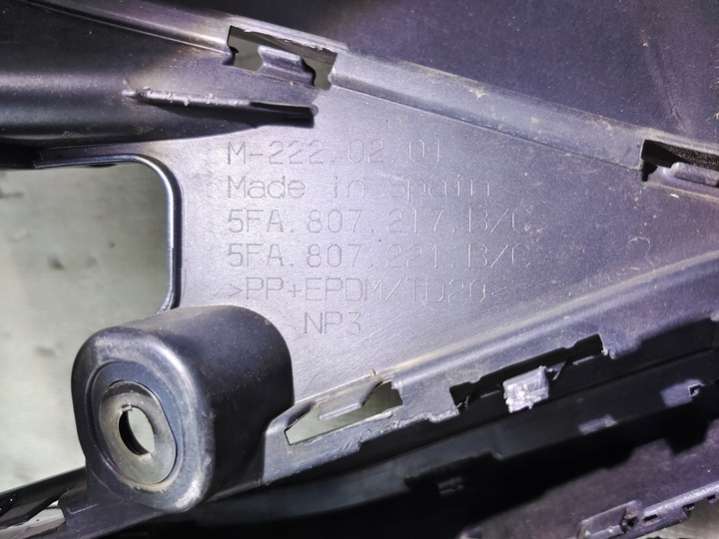 M-222.02.01
Made in Spain
5FA.807.217.B/C
5FA.807.221.B/C
>PP+EPDM/TD20<
NP3